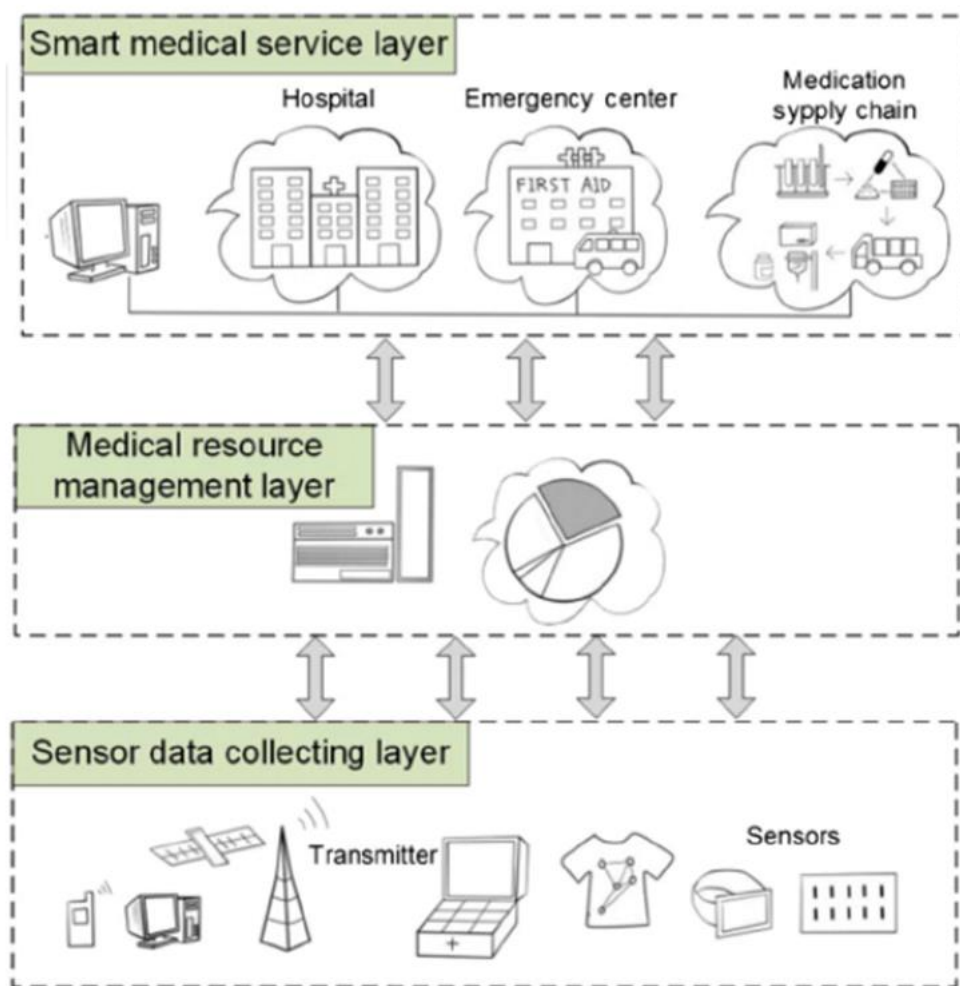 Smart medical service layer
Hospital
Emergency center
Medication
sypply chain
FIRST AID
Medical resource
management layer
Sensor data collecting layer
Transmitter
Sensors